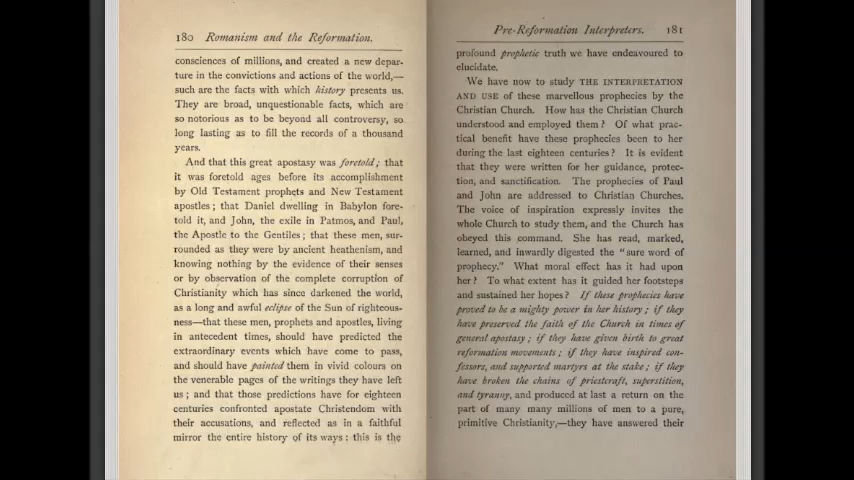 180 Romanism and the Reformation.
consciences of millions, and created a new depar-
ture in the convictions and actions of the world,—
such are the facts with which history presents us.
They are broad, unquestionable facts, which are
so notorious as to be beyond all controversy, so
long lasting as to fill the records of a thousand
years.
And that this great apostasy was foretold; that
it was foretold ages before its accomplishment
by Old Testament prophets and New Testament
apostles; that Daniel dwelling in Babylon fore-
told it, and John, the exile in Patmos, and Paul,
the Apostle to the Gentiles; that these men, sur-
rounded as they were by ancient heathenism, and
knowing nothing by the evidence of their senses
or by observation of the complete corruption of
Christianity which has since darkened the world,
as a long and awful eclipse of the Sun of righteous-
ness—that these men, prophets and apostles, living
in antecedent times, should have predicted the
extraordinary events which have come to pass,
and should have painted them in vivid colours on
the venerable pages of the writings they have left
us; and that those predictions have for eighteen
centuries confronted apostate Christendom with
their accusations, and reflected as in a faithful
mirror the entire history of its ways: this is the
Pre-Reformation Interpreters. 181
profound prophetic truth we have endeavoured to
elucidate.
We have now to study THE INTERPRETATION
AND USE of these marvellous prophecies by the
Christian Church. How has the Christian Church
understood and employed them? Of what prac-
tical benefit have these prophecies been to her
during the last eighteen centuries? It is evident
that they were written for her guidance, protec-
tion, and sanctification. The prophecies of Paul
and John are addressed to Christian Churches.
The voice of inspiration expressly invites the
whole Church to study them, and the Church has
obeyed this command. She has read, marked,
learned, and inwardly digested the "sure word of
prophecy." What moral effect has it had upon
her? To what extent has it guided her footsteps
and sustained her hopes? If these prophecies have
proved to be a mighty power in her history; if they
have preserved the faith of the Church in times of
general apostasy; if they have given birth to great
reformation movements; if they have inspired con-
fessors, and supported martyrs at the stake; if they
have broken the chains of priestcraft, superstition,
and tyranny, and produced at last a return on the
part of many many millions of men to a pure,
primitive Christianity,—they have answered their